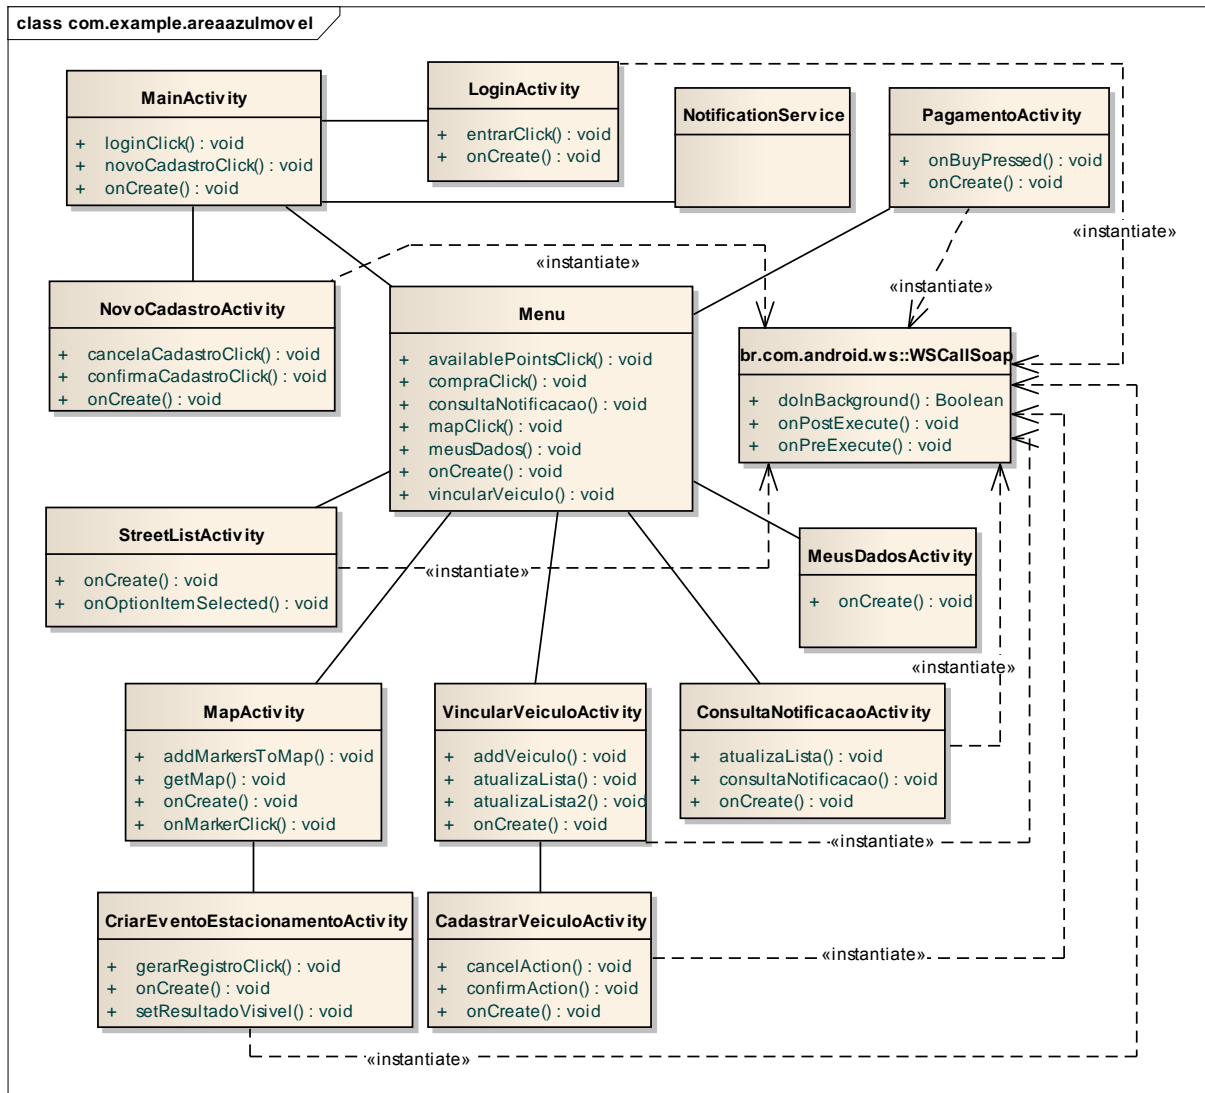 class com.example.areaazulmovel
MainActivity
+ loginClick() : void
+ novoCadastroClick() : void
+ onCreate() : void
LoginActivity
+ entrarClick() : void
+ onCreate() : void
NotificationService
PagamentoActivity
+ onBuyPressed() : void
+ onCreate() : void
«instantiate»
«instantiate»
«instantiate»
NovoCadastroActivity
+ cancelaCadastroClick() : void
+ confirmaCadastroClick() : void
+ onCreate() : void
Menu
+ availablePointsClick() : void
+ compraClick() : void
+ consultaNotificacao() : void
+ mapClick() : void
+ meusDados() : void
+ onCreate() : void
+ vincularVeiculo() : void
br.com.android.ws::WSCallSoap
+ doInBackground() : Boolean
+ onPostExecute() : void
+ onPreExecute() : void
StreetListActivity
+ onCreate() : void
+ onOptionItemSelected() : void
«instantiate»
MeusDadosActivity
+ onCreate() : void
«instantiate»
MapActivity
+ addMarkersToMap() : void
+ getMap() : void
+ onCreate() : void
+ onMarkerClick() : void
VincularVeiculoActivity
+ addVeiculo() : void
+ atualizaLista() : void
+ atualizaLista2() : void
+ onCreate() : void
ConsultaNotificacaoActivity
+ atualizaLista() : void
+ consultaNotificacao() : void
+ onCreate() : void
«instantiate»
CriarEventoEstacionamentoActivity
+ gerarRegistroClick() : void
+ onCreate() : void
+ setResultadoVisivel() : void
CadastrarVeiculoActivity
+ cancelAction() : void
+ confirmAction() : void
+ onCreate() : void
«instantiate»
«instantiate»